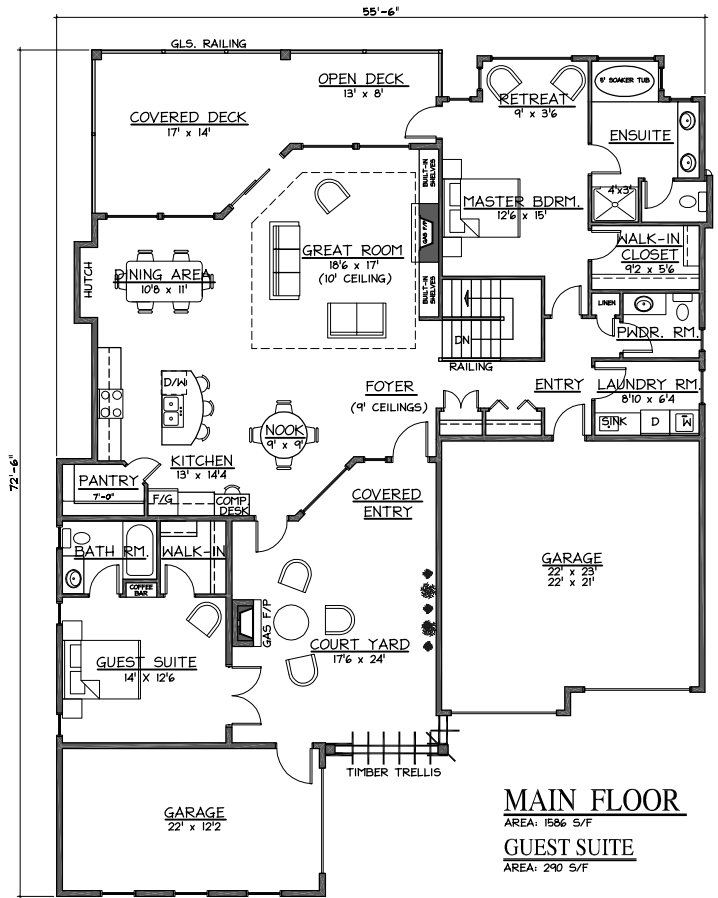 55'-6"
GLS. RAILING
OPEN DECK
13' x 8'
COVERED DECK
17' x 14'
RETREAT
9' x 3'6
5' SOAKER TUB
ENSUITE
BUILT-IN
SHELVES
4'x3'
MASTER BDRM.
12'6 x 15'
GAS F/P
WALK-IN
CLOSET
9'2 x 5'6
GREAT ROOM
18'6 x 17'
(10' CEILING)
HUTCH
DINING AREA
10'8 x 11'
BUILT-IN
SHELVES
LINEN
PWDR. RM.
DN
RAILING
D/W
FOYER
(9' CEILINGS)
ENTRY
LAUNDRY RM.
8'10 x 6'4
SINK
D
W
NOOK
9' x 9'
KITCHEN
13' x 14'4
72'-6"
PANTRY
7'-0"
F/G
COMP.
DESK
COVERED
ENTRY
BATH RM.
WALK-IN
COFFEE
BAR
GARAGE
22' x 23'
22' x 21'
GAS F/P
COURT YARD
17'6 x 24'
GUEST SUITE
14' x 12'6
TIMBER TRELLIS
GARAGE
22' x 12'2
MAIN FLOOR
AREA: 1586 S/F
GUEST SUITE
AREA: 290 S/F